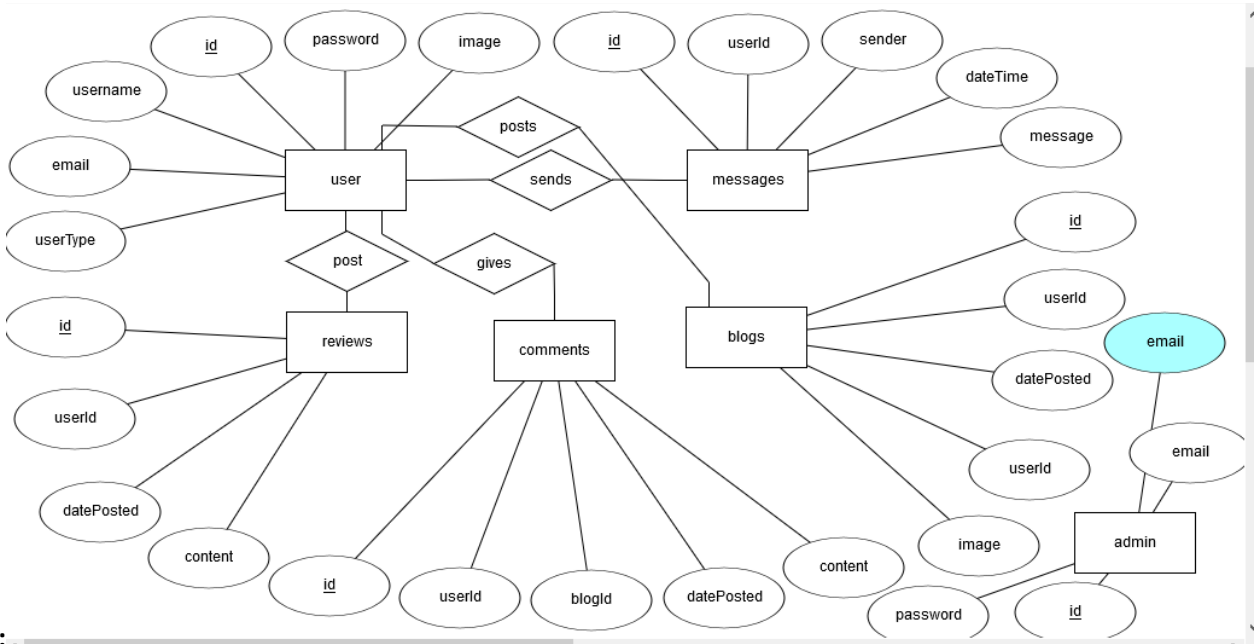 id
password
image
id
userId
sender
username
dateTime
posts
message
email
user
sends
messages
userType
id
post
gives
userId
id
reviews
comments
blogs
email
datePosted
userId
userId
email
datePosted
content
image
admin
id
userId
blogId
datePosted
content
password
id